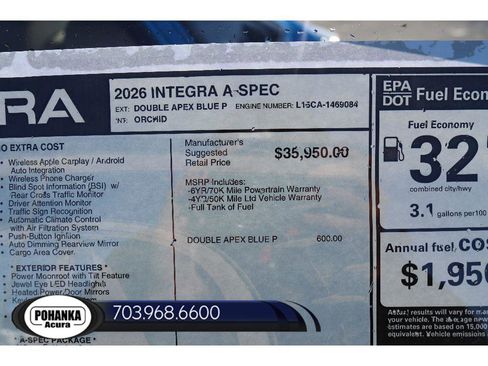 RA
2026 INTEGRA A-SPEC
EXT: DOUBLE APEX BLUE P ENGINE NUMBER: L15CA-1469084
INT: ORCHID
EPA DOT Fuel Econo
Fuel Economy
32
combined city/hwy
3.1 gallons per 100
Annual fuel COS
$1,950
Actual results will vary for ma
your vehicle. The average new
estimates are based on 15,000
equivalent. Vehicle emissions a
NO EXTRA COST
• Wireless Apple Carplay / Android
Auto Integration
• Wireless Phone Charger
• Blind Spot Information (BSI) w/
Rear Cross Traffic Monitor
• Driver Attention Monitor
• Traffic Sign Recognition
• Automatic Climate Control
with Air Filtration System
• Push-Button Ignition
• Auto Dimming Rearview Mirror
• Cargo Area Cover
* EXTERIOR FEATURES *
• Power Moonroof with Tilt Feature
• Jewel Eye LED Headlights
• Heated Power Door Mirrors
* A-SPEC PACKAGE *
Manufacturer's
Suggested $35,950.00
Retail Price
MSRP Includes:
-6YR/70K Mile Powertrain Warranty
-4YR/50K Mile Ltd Vehicle Warranty
-Full Tank of Fuel
DOUBLE APEX BLUE P 600.00
POHANKA
Acura
703.968.6600